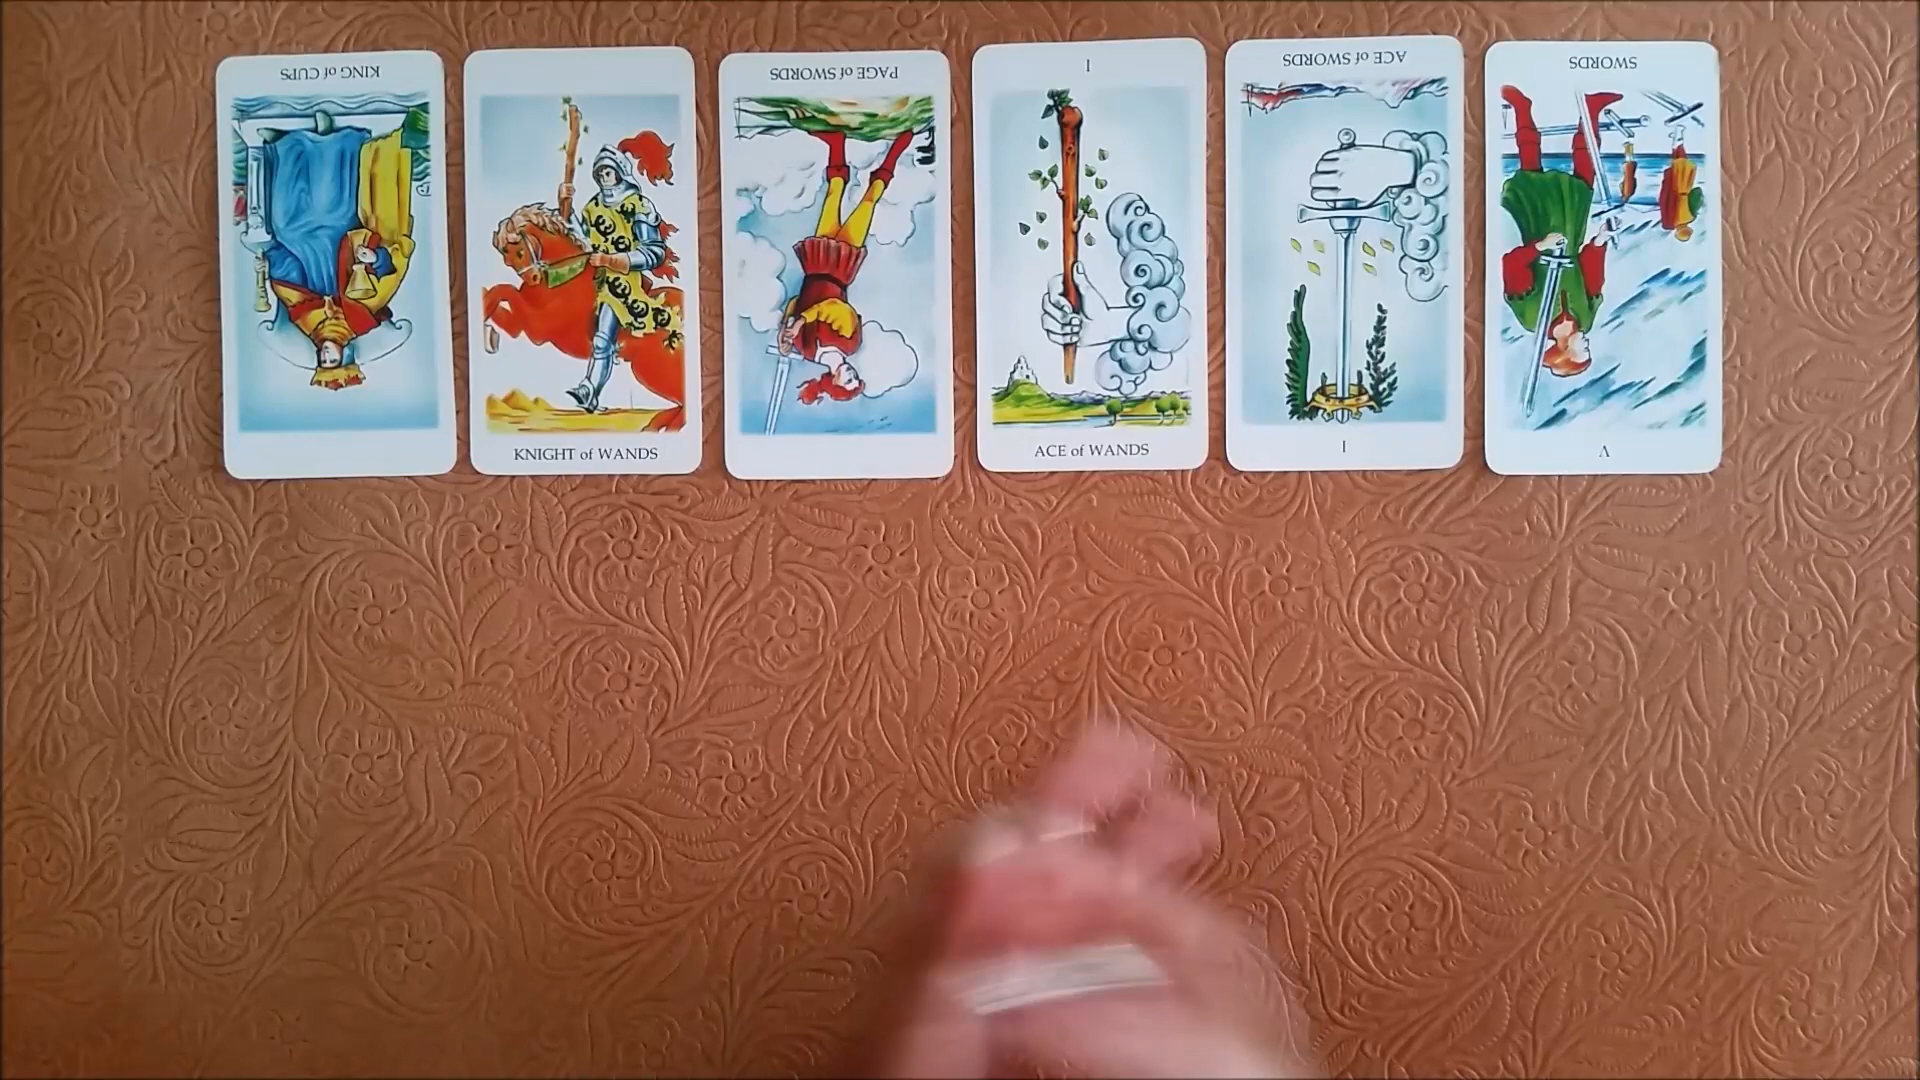 KING of CUPS
KNIGHT of WANDS
PAGE of SWORDS
I
ACE of WANDS
ACE of SWORDS
I
SWORDS
V